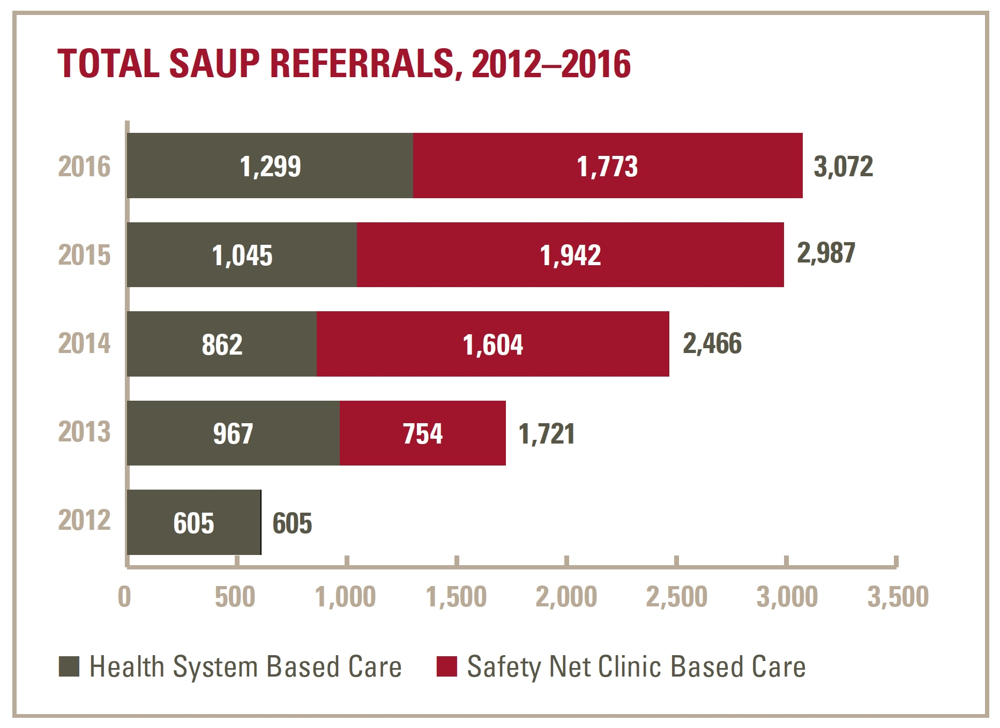 TOTAL SAUP REFERRALS, 2012–2016
2016 1,299 1,773 3,072
2015 1,045 1,942 2,987
2014 862 1,604 2,466
2013 967 754 1,721
2012 605 605
0 500 1,000 1,500 2,000 2,500 3,000 3,500
Health System Based Care Safety Net Clinic Based Care